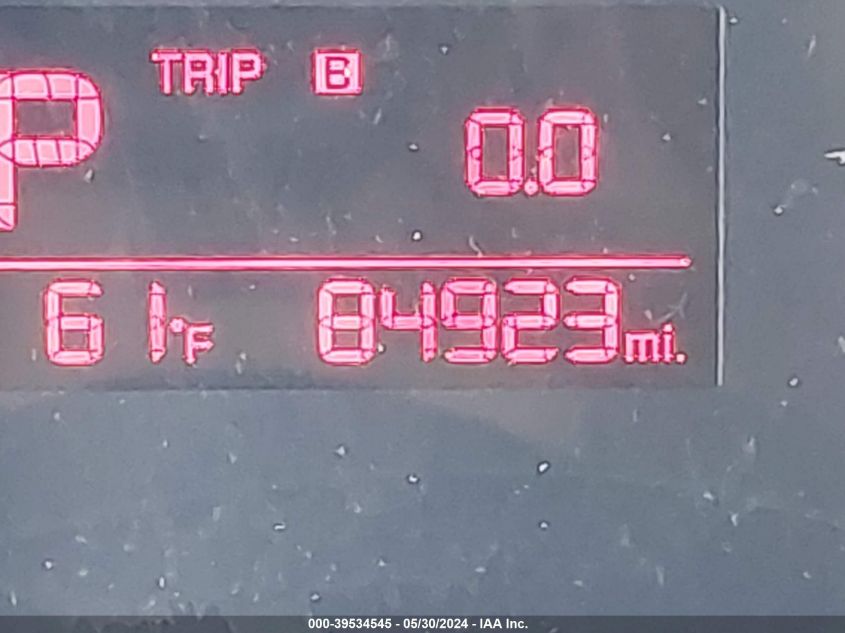 TRIP B
P
0.0
61°F 84923mi.
000-39534545 - 05/30/2024 - IAA Inc.